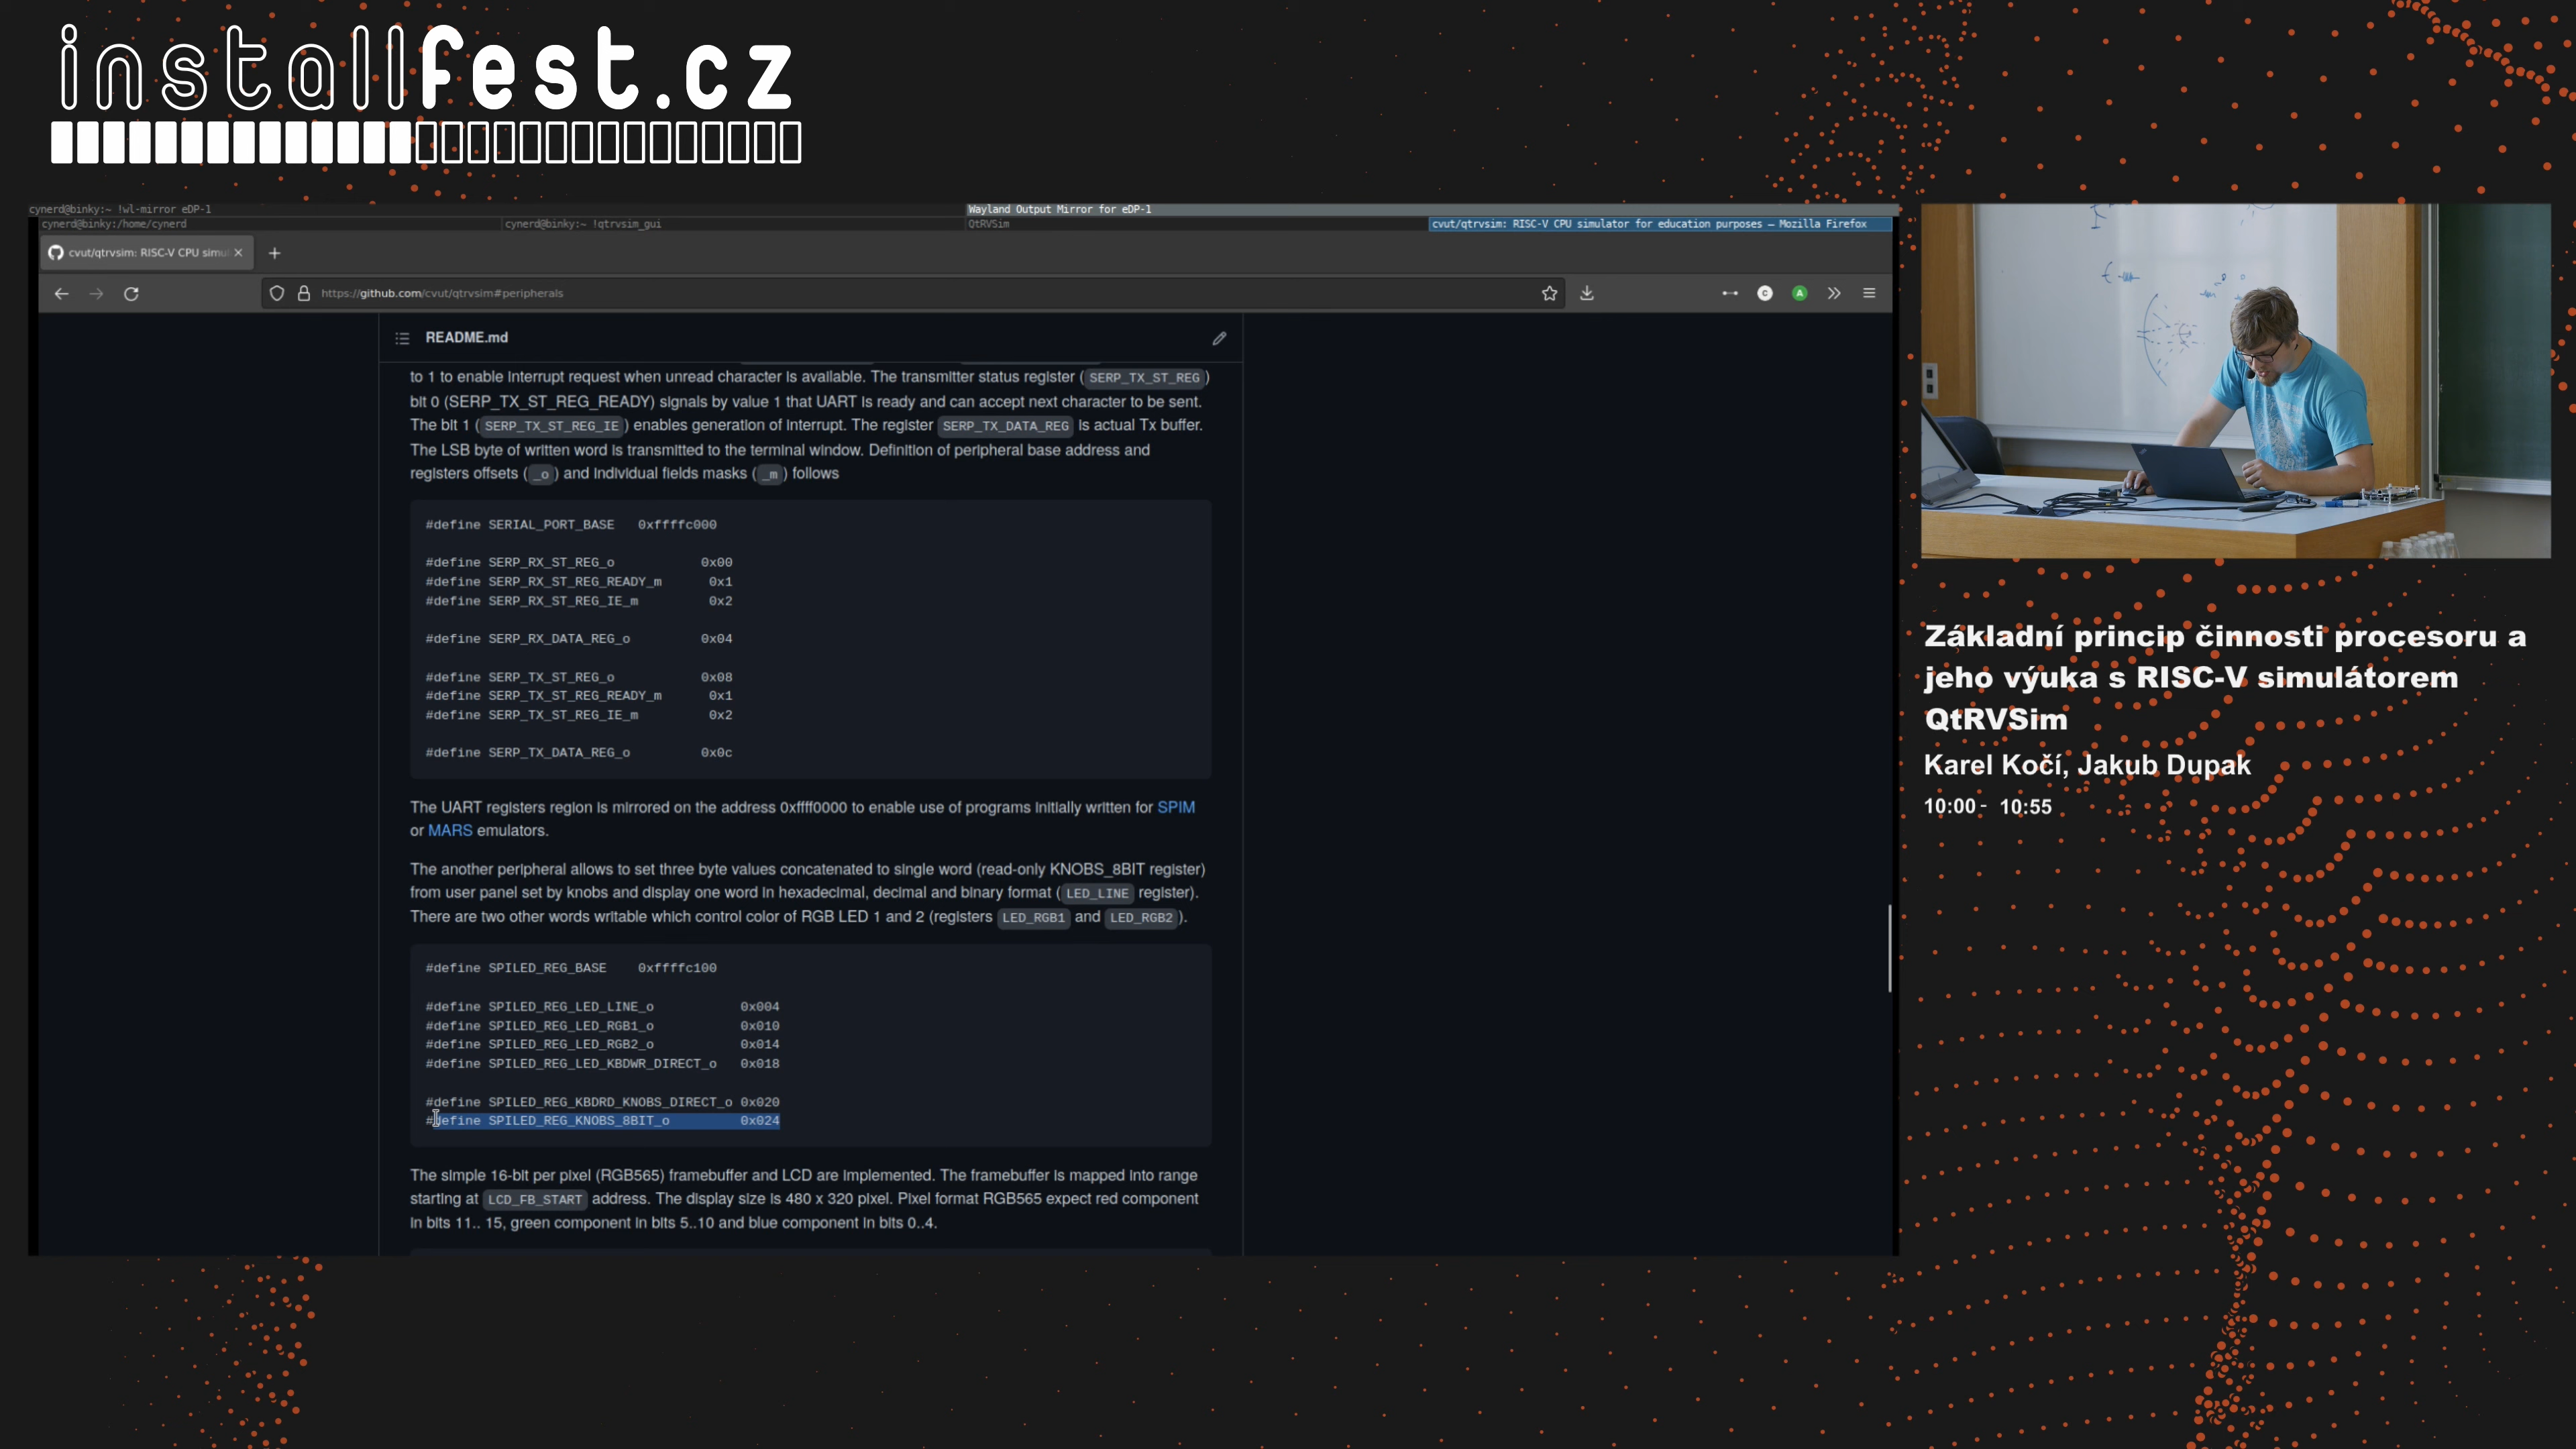 installfest.cz
cynerd@binky:~ !wl-mirror eDP-1
Wayland Output Mirror for eDP-1
cynerd@binky:/home/cynerd
cynerd@binky:~ !qtrvsim_gui
QtRVSim
cvut/qtrvsim: RISC-V CPU simulator for education purposes — Mozilla Firefox
cvut/qtrvsim: RISC-V CPU simu
https://github.com/cvut/qtrvsim#peripherals
README.md
to 1 to enable interrupt request when unread character is available. The transmitter status register ( SERP_TX_ST_REG )
bit 0 (SERP_TX_ST_REG_READY) signals by value 1 that UART is ready and can accept next character to be sent.
The bit 1 ( SERP_TX_ST_REG_IE ) enables generation of interrupt. The register SERP_TX_DATA_REG is actual Tx buffer.
The LSB byte of written word is transmitted to the terminal window. Definition of peripheral base address and
registers offsets ( _o ) and individual fields masks ( _m ) follows
#define SERIAL_PORT_BASE 0xffffc000
#define SERP_RX_ST_REG_o 0x00
#define SERP_RX_ST_REG_READY_m 0x1
#define SERP_RX_ST_REG_IE_m 0x2
#define SERP_RX_DATA_REG_o 0x04
#define SERP_TX_ST_REG_o 0x08
#define SERP_TX_ST_REG_READY_m 0x1
#define SERP_TX_ST_REG_IE_m 0x2
#define SERP_TX_DATA_REG_o 0x0c
The UART registers region is mirrored on the address 0xffff0000 to enable use of programs initially written for SPIM
or MARS emulators.
The another peripheral allows to set three byte values concatenated to single word (read-only KNOBS_8BIT register)
from user panel set by knobs and display one word in hexadecimal, decimal and binary format ( LED_LINE register).
There are two other words writable which control color of RGB LED 1 and 2 (registers LED_RGB1 and LED_RGB2 ).
#define SPILED_REG_BASE 0xffffc100
#define SPILED_REG_LED_LINE_o 0x004
#define SPILED_REG_LED_RGB1_o 0x010
#define SPILED_REG_LED_RGB2_o 0x014
#define SPILED_REG_LED_KBDWR_DIRECT_o 0x018
#define SPILED_REG_KBDRD_KNOBS_DIRECT_o 0x020
#define SPILED_REG_KNOBS_8BIT_o 0x024
The simple 16-bit per pixel (RGB565) framebuffer and LCD are implemented. The framebuffer is mapped into range
starting at LCD_FB_START address. The display size is 480 x 320 pixel. Pixel format RGB565 expect red component
in bits 11.. 15, green component in bits 5..10 and blue component in bits 0..4.
Základní princip činnosti procesoru a
jeho výuka s RISC-V simulátorem
QtRVSim
Karel Kočí, Jakub Dupak
10:00 - 10:55